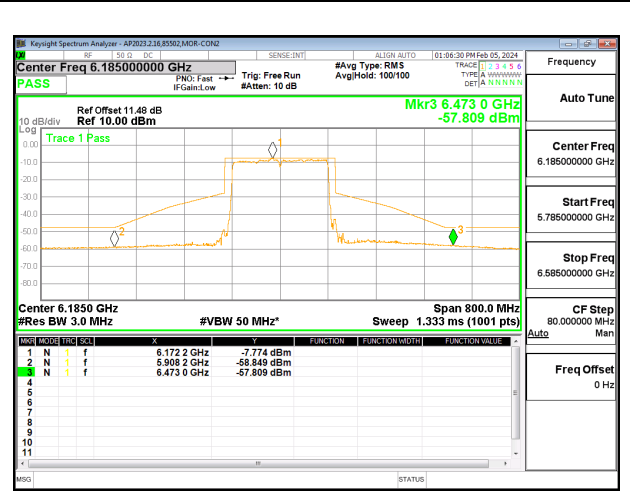 Keysight Spectrum Analyzer - AP2023.2.16,85502,MOR-CON2
RF 50 Ω DC SENSE:INT ALIGN AUTO 01:06:30 PM Feb 05, 2024
Center Freq 6.185000000 GHz
PASS
PNO: Fast
IFGain:Low
Trig: Free Run
#Atten: 10 dB
#Avg Type: RMS
Avg|Hold: 100/100
TRACE 1 2 3 4 5 6
TYPE A WWWWW
DET A N N N N N
Frequency
Auto Tune
Center Freq
6.185000000 GHz
Start Freq
5.785000000 GHz
Stop Freq
6.585000000 GHz
CF Step
80.000000 MHz
Auto Man
Freq Offset
0 Hz
Ref Offset 11.48 dB
10 dB/div Ref 10.00 dBm
Mkr3 6.473 0 GHz
-57.809 dBm
Log
Trace 1 Pass
0.00
-10.0
-20.0
-30.0
-40.0
-50.0
-60.0
-70.0
-80.0
1
2
3
Center 6.1850 GHz Span 800.0 MHz
#Res BW 3.0 MHz #VBW 50 MHz* Sweep 1.333 ms (1001 pts)
MKR MODE TRC SCL X Y FUNCTION FUNCTION WIDTH FUNCTION VALUE
1 N 1 f 6.172 2 GHz -7.774 dBm
2 N 1 f 5.908 2 GHz -58.849 dBm
3 N 1 f 6.473 0 GHz -57.809 dBm
4
5
6
7
8
9
10
11
MSG STATUS